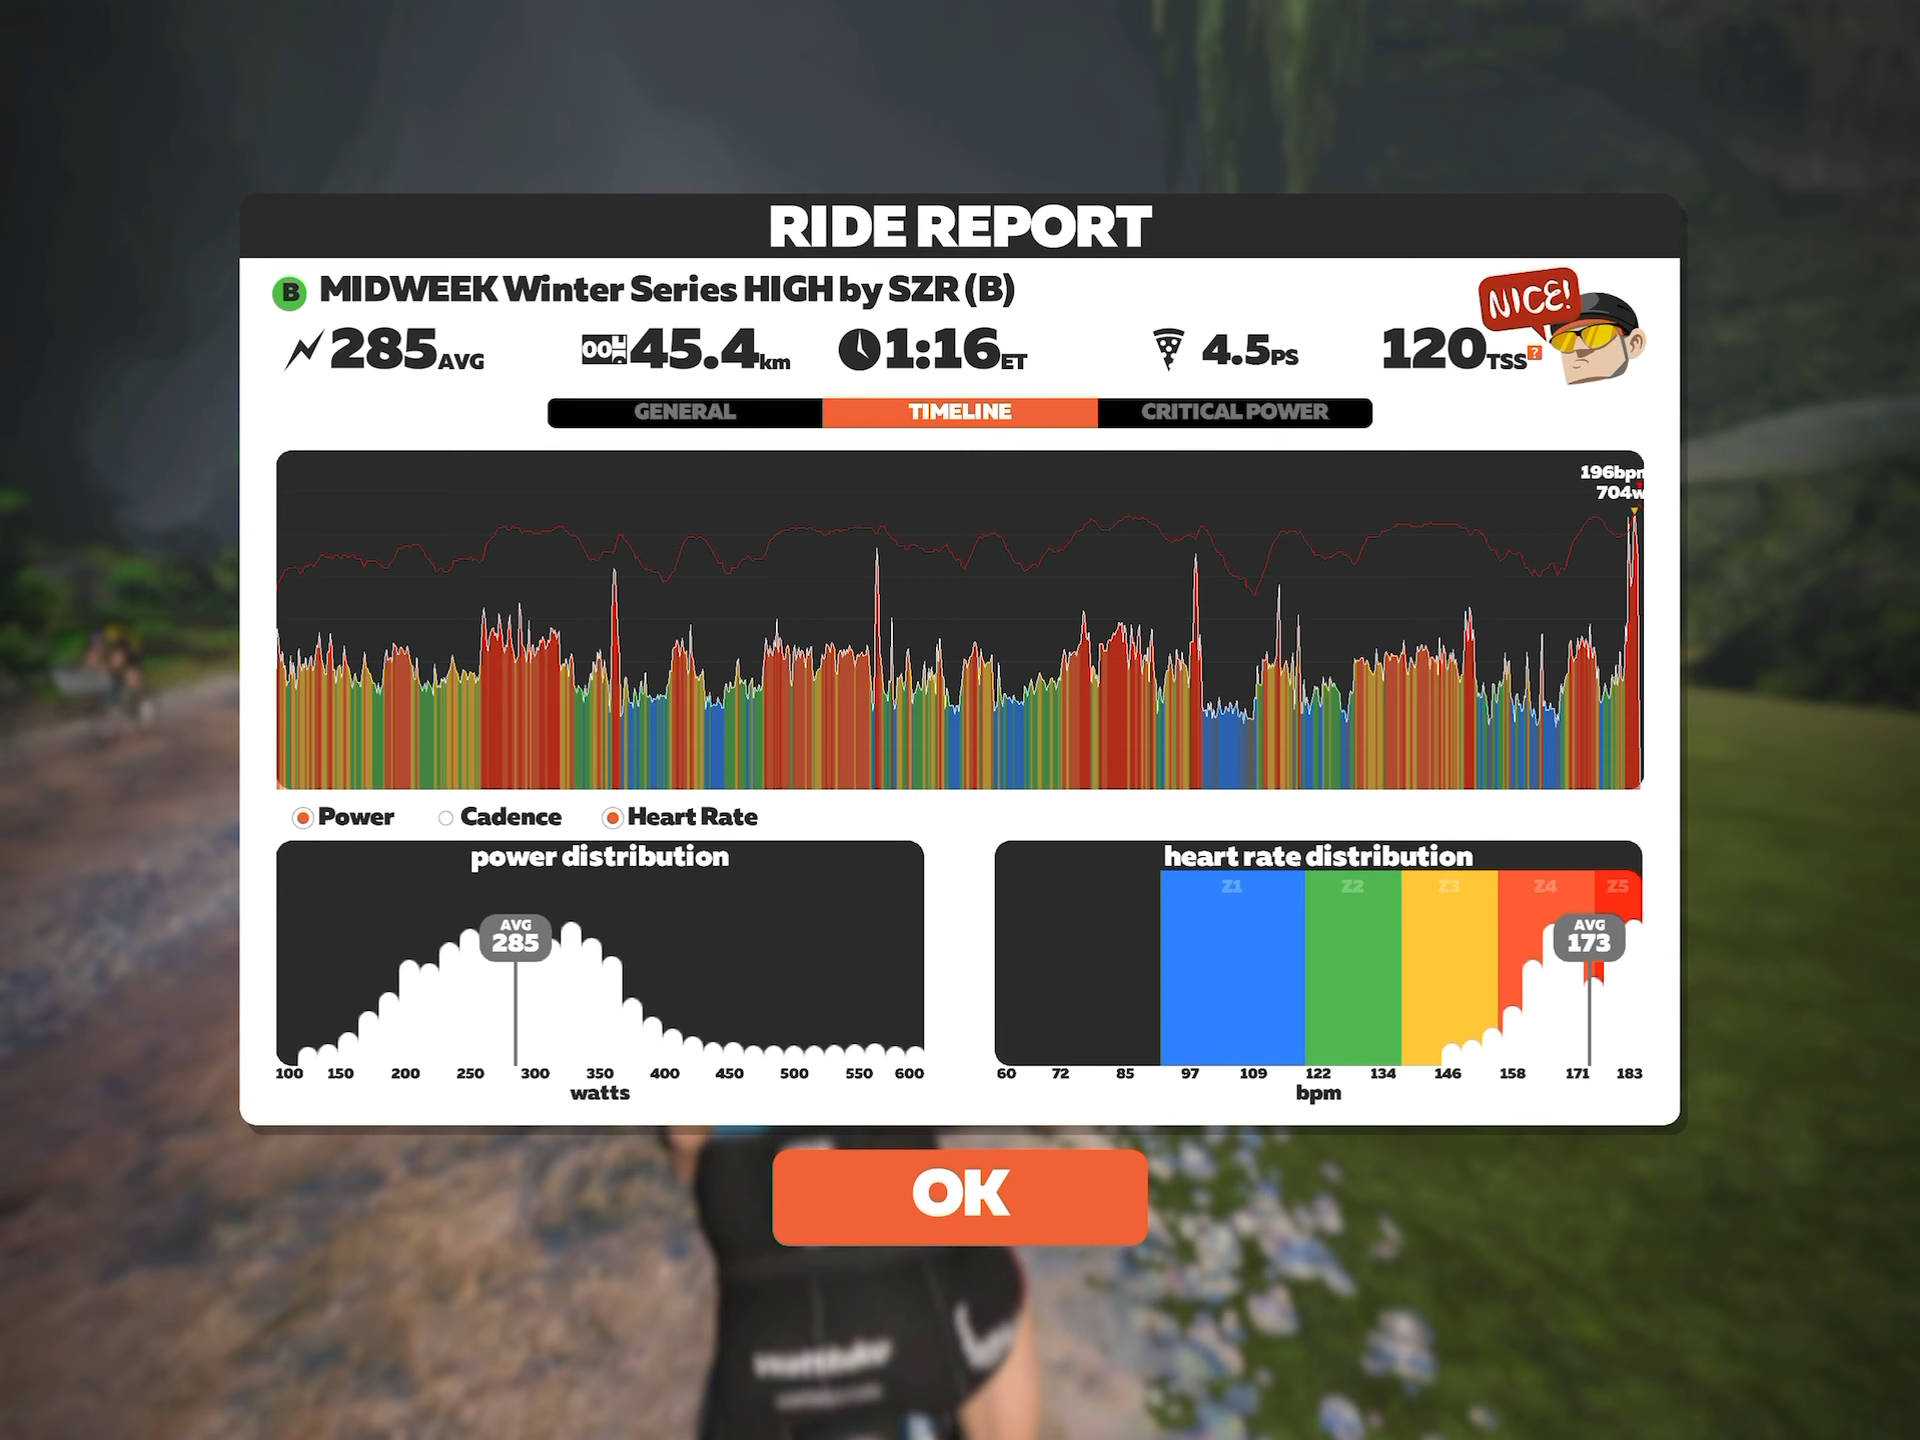 RIDE REPORT
B MIDWEEK Winter Series HIGH by SZR (B)
NICE!
285AVG 45.4km 1:16ET 4.5PS 120TSS?
GENERAL TIMELINE CRITICAL POWER
196bpm
704w
Power Cadence Heart Rate
power distribution
AVG
285
100 150 200 250 300 350 400 450 500 550 600
watts
heart rate distribution
Z1 Z2 Z3 Z4 Z5
AVG
173
60 72 85 97 109 122 134 146 158 171 183
bpm
OK